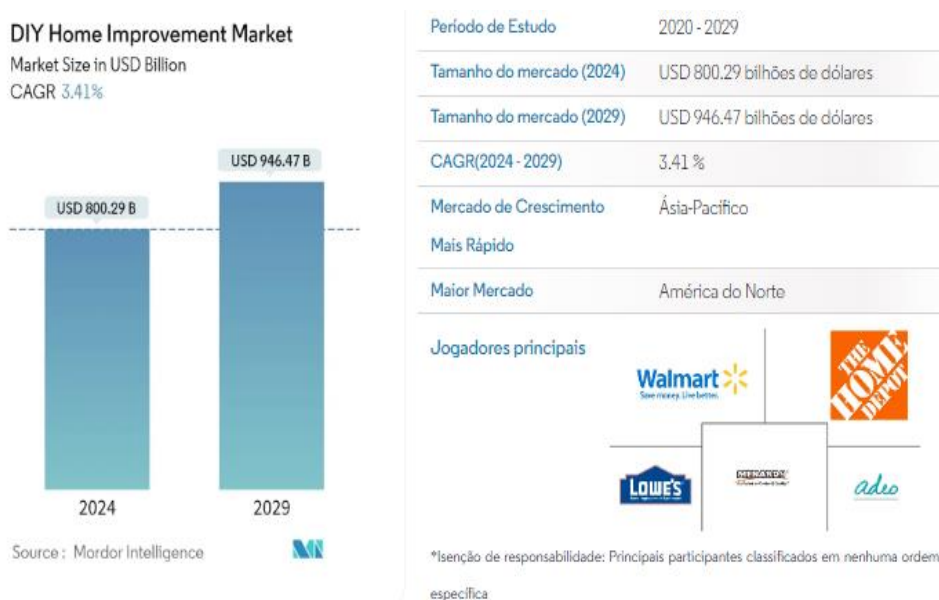 DIY Home Improvement Market
Market Size in USD Billion
CAGR 3.41%
USD 946.47 B
USD 800.29 B
2024
2029
Source : Mordor Intelligence
Período de Estudo 2020 - 2029
Tamanho do mercado (2024) USD 800.29 bilhões de dólares
Tamanho do mercado (2029) USD 946.47 bilhões de dólares
CAGR(2024 - 2029) 3.41 %
Mercado de Crescimento Ásia-Pacífico
Mais Rápido
Maior Mercado América do Norte
Jogadores principais
Walmart
Save money. Live better.
THE
HOME
DEPOT
LOWE'S
MENARDS
adeo
*Isenção de responsabilidade: Principais participantes classificados em nenhuma ordem
específica